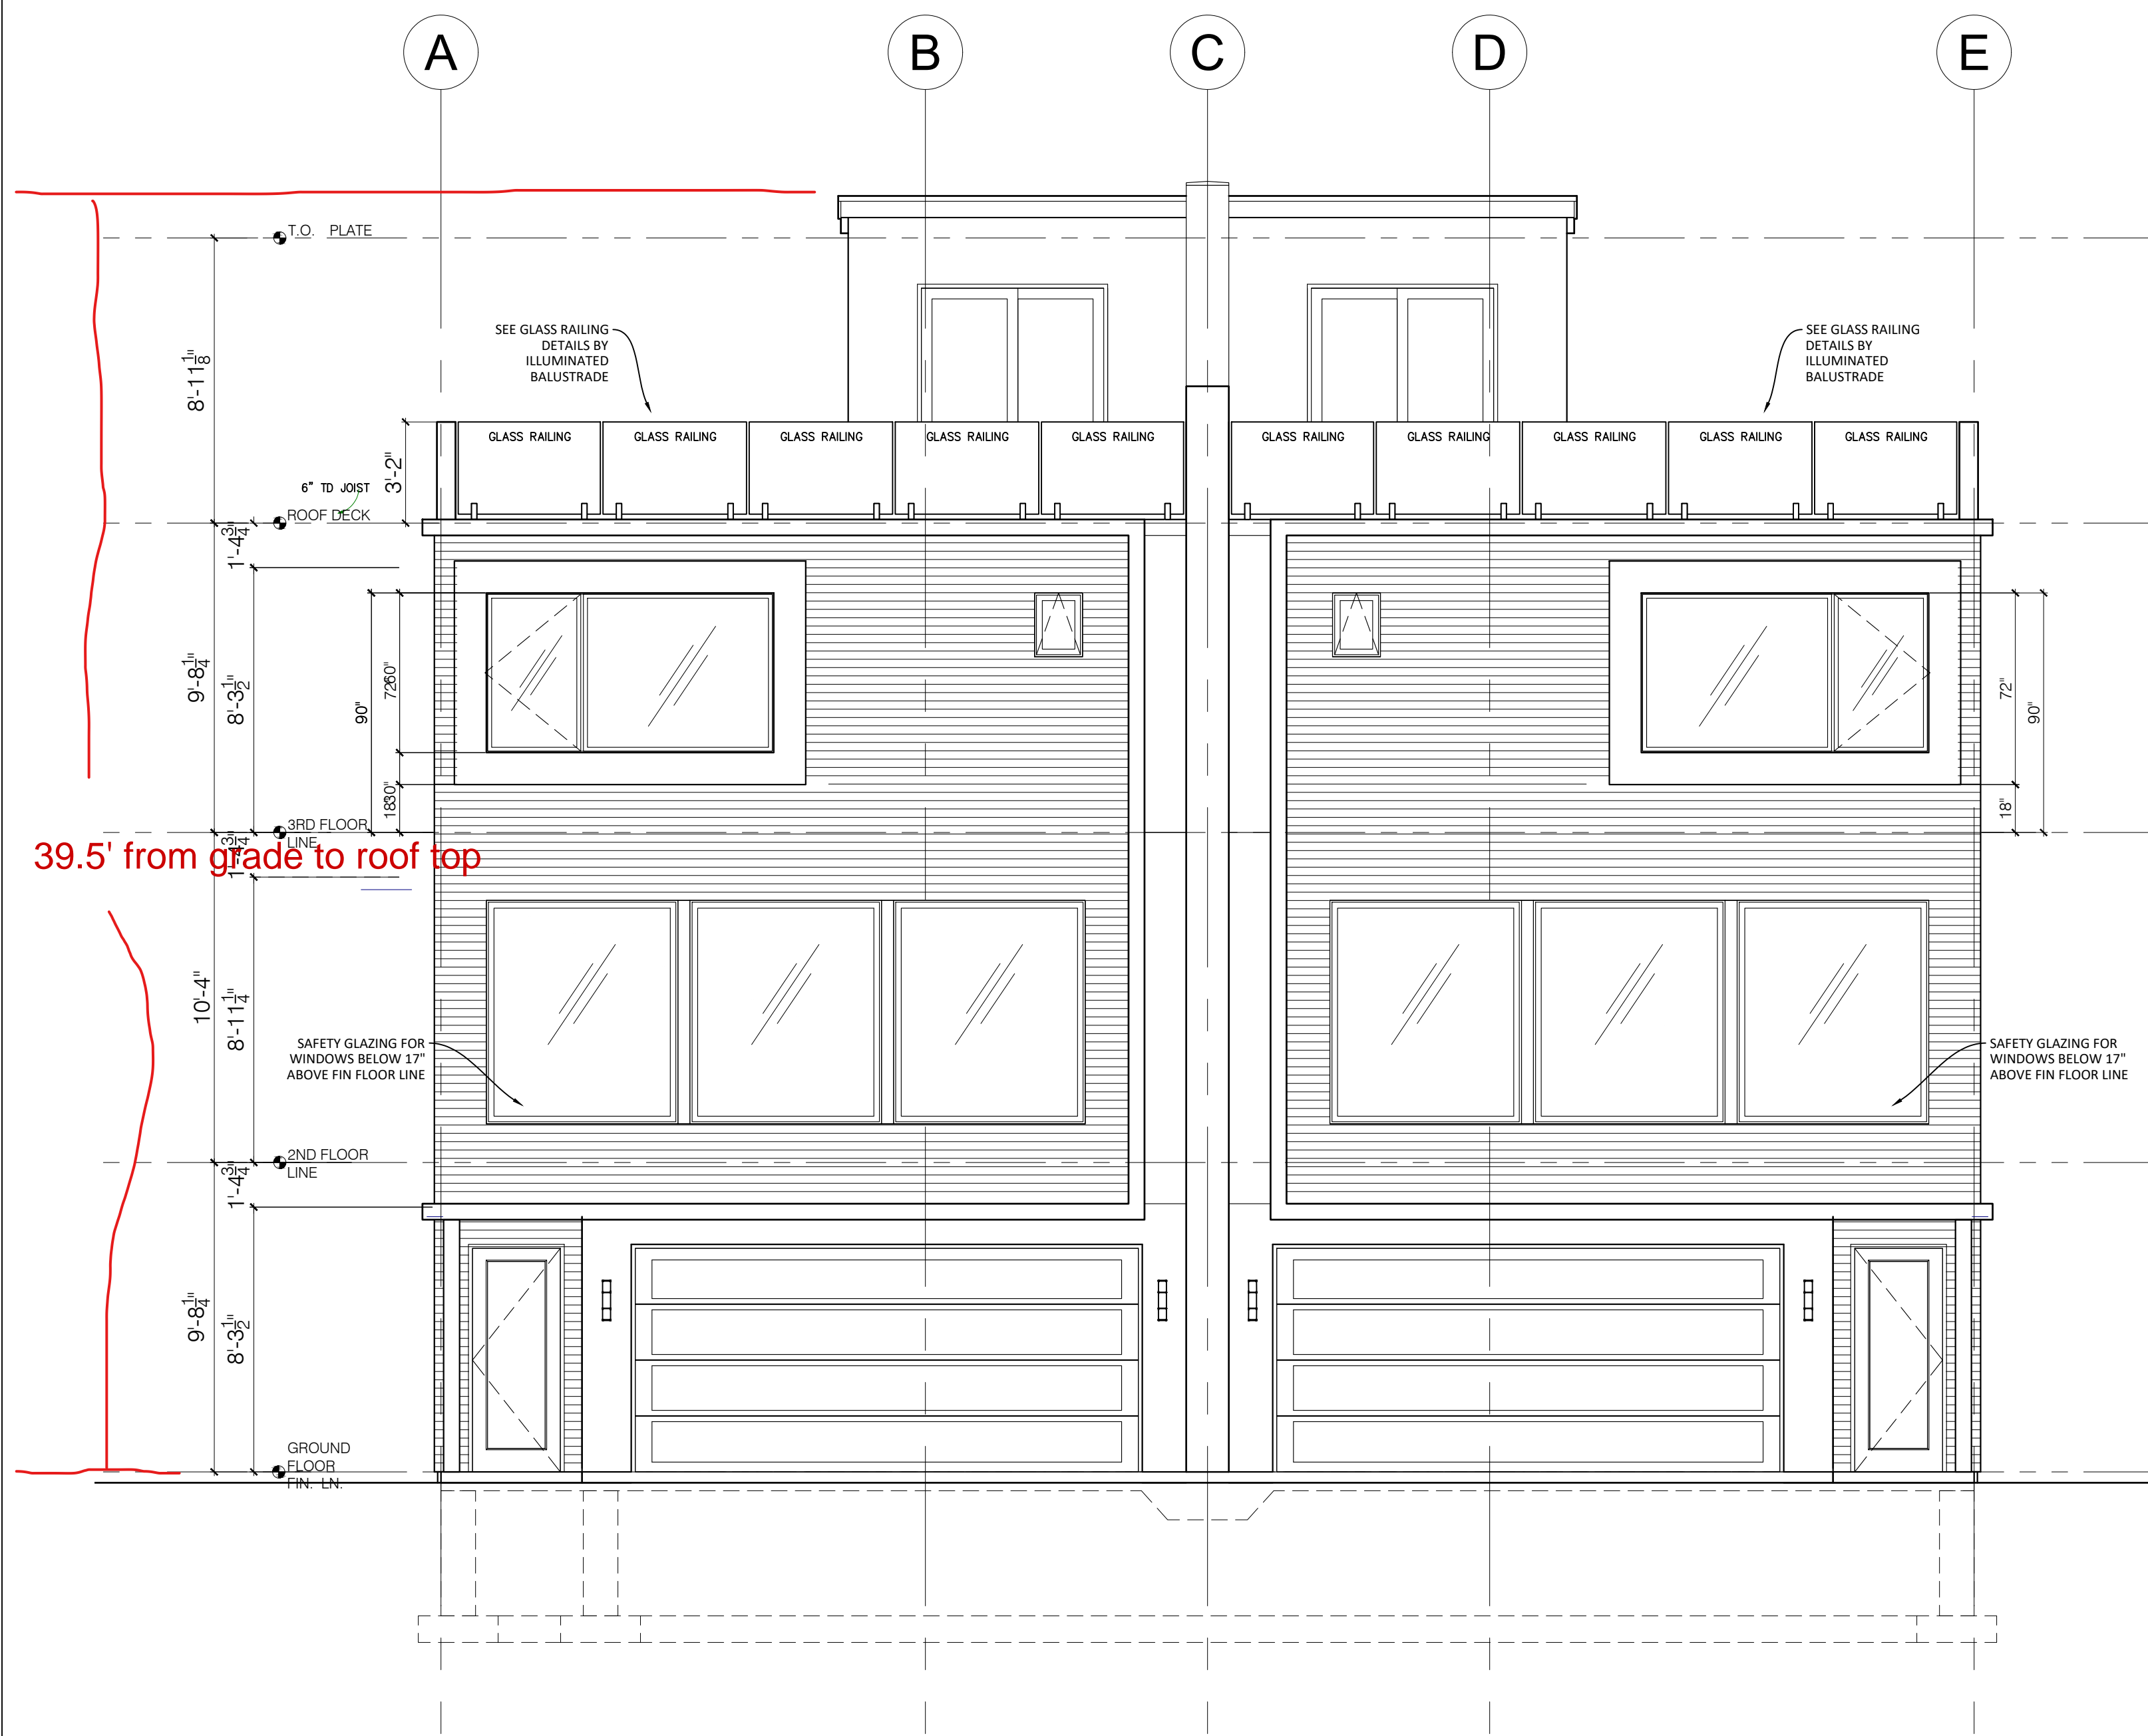 A
B
C
D
E
T.O. PLATE
8'-11 1/8"
SEE GLASS RAILING
DETAILS BY
ILLUMINATED
BALUSTRADE
SEE GLASS RAILING
DETAILS BY
ILLUMINATED
BALUSTRADE
GLASS RAILING
GLASS RAILING
GLASS RAILING
GLASS RAILING
GLASS RAILING
GLASS RAILING
GLASS RAILING
GLASS RAILING
GLASS RAILING
GLASS RAILING
3'-2"
6" TD JOIST
ROOF DECK
1'-4 3/4"
9'-8 1/4"
8'-3 1/2"
90"
72"
90"
18"
3RD FLOOR
LINE
1'-4 3/4"
39.5' from grade to roof top
10'-4"
8'-11 1/4"
SAFETY GLAZING FOR
WINDOWS BELOW 17"
ABOVE FIN FLOOR LINE
SAFETY GLAZING FOR
WINDOWS BELOW 17"
ABOVE FIN FLOOR LINE
2ND FLOOR
LINE
1'-4 3/4"
9'-8 1/4"
8'-3 1/2"
GROUND
FLOOR
FIN. LN.